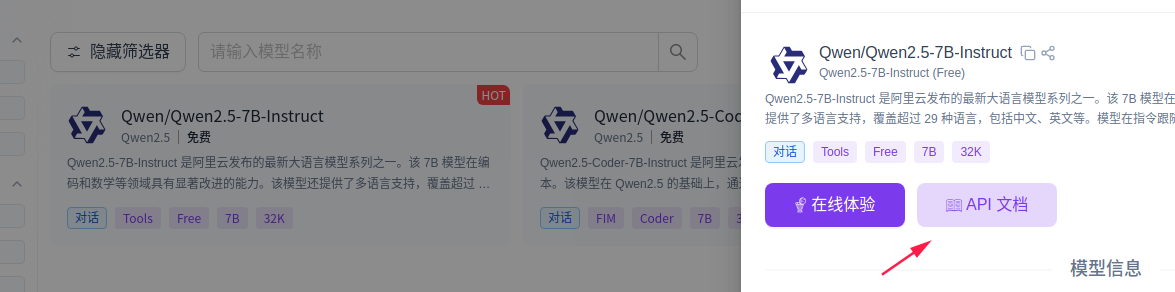 隐藏筛选器
请输入模型名称
HOT
Qwen/Qwen2.5-7B-Instruct
Qwen2.5 | 免费
Qwen2.5-7B-Instruct 是阿里云发布的最新大语言模型系列之一。该 7B 模型在编
码和数学等领域具有显著改进的能力。该模型还提供了多语言支持，覆盖超过 ...
对话 Tools Free 7B 32K
Qwen/Qwen2.5-Cod
Qwen2.5 | 免费
Qwen2.5-Coder-7B-Instruct 是阿里云
本。该模型在 Qwen2.5 的基础上，通
对话 FIM Coder 7B 3
Qwen/Qwen2.5-7B-Instruct
Qwen2.5-7B-Instruct (Free)
Qwen2.5-7B-Instruct 是阿里云发布的最新大语言模型系列之一。该 7B 模型在
提供了多语言支持，覆盖超过 29 种语言，包括中文、英文等。模型在指令跟
对话 Tools Free 7B 32K
在线体验
API 文档
模型信息